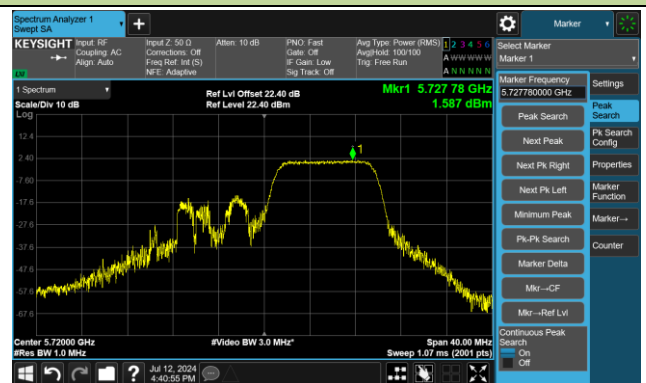 Spectrum Analyzer 1
Swept SA
Marker
KEYSIGHT
Input: RF
Coupling: AC
Align: Auto
Input Z: 50 Ω
Corrections: Off
Freq Ref: Int (S)
NFE: Adaptive
Atten: 10 dB
PNO: Fast
Gate: Off
IF Gain: Low
Sig Track: Off
Avg Type: Power (RMS)
Avg|Hold: 100/100
Trig: Free Run
1 2 3 4 5 6
A W W W W W
A N N N N N
LXI
Select Marker
Marker 1
1 Spectrum
Scale/Div 10 dB
Log
Ref Lvl Offset 22.40 dB
Ref Level 22.40 dBm
Mkr1 5.727 78 GHz
1.587 dBm
1
12.4
2.40
-7.60
-17.6
-27.6
-37.6
-47.6
-57.6
-67.6
Center 5.72000 GHz
#Res BW 1.0 MHz
#Video BW 3.0 MHz*
Span 40.00 MHz
Sweep 1.07 ms (2001 pts)
Marker Frequency
5.727780000 GHz
Peak Search
Next Peak
Next Pk Right
Next Pk Left
Minimum Peak
Pk-Pk Search
Marker Delta
Mkr→CF
Mkr→Ref Lvl
Continuous Peak
Search
On
Off
Settings
Peak
Search
Pk Search
Config
Properties
Marker
Function
Marker→
Counter
?
Jul 12, 2024
4:40:55 PM